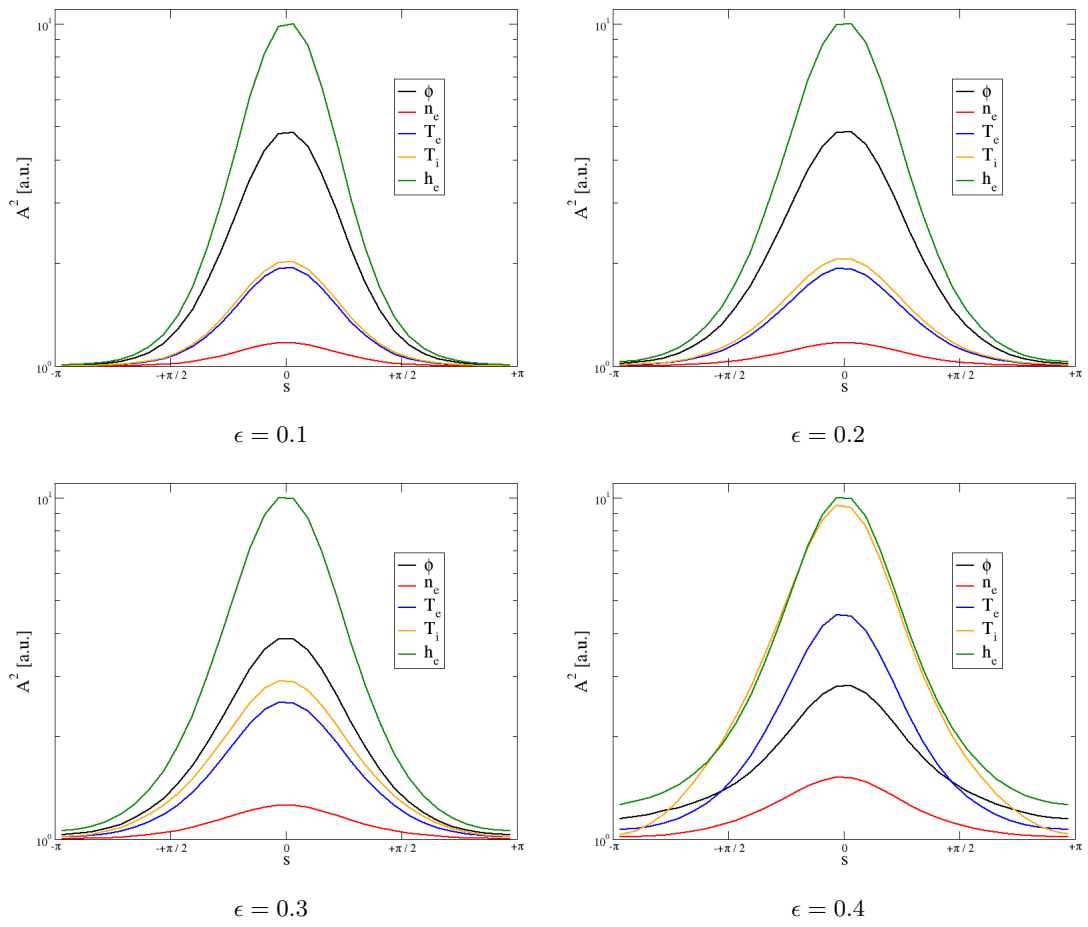 10¹
A² [a.u.]
ϕ
nₑ
Tₑ
Tᵢ
hₑ
10⁰
-π
-+π / 2
0
+π / 2
+π
s
ϵ = 0.1
10¹
A² [a.u.]
ϕ
nₑ
Tₑ
Tᵢ
hₑ
10⁰
-π
-+π / 2
0
+π / 2
+π
s
ϵ = 0.2
10¹
A² [a.u.]
ϕ
nₑ
Tₑ
Tᵢ
hₑ
10⁰
-π
-+π / 2
0
+π / 2
+π
s
ϵ = 0.3
10¹
A² [a.u.]
ϕ
nₑ
Tₑ
Tᵢ
hₑ
10⁰
-π
-+π / 2
0
+π / 2
+π
s
ϵ = 0.4